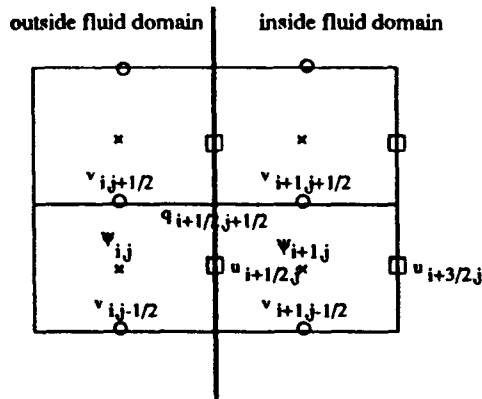 outside fluid domain inside fluid domain
v i,j+1/2 v i+1,j+1/2
q i+1/2,j+1/2
Ψ i,j Ψ i+1,j
u i+1/2,j u i+3/2,j
v i,j-1/2 v i+1,j-1/2